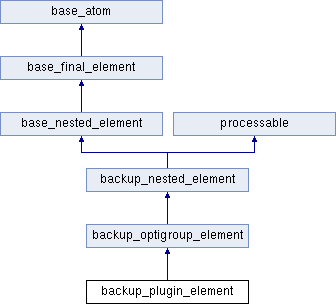 base_atom
base_final_element
base_nested_element
processable
backup_nested_element
backup_optigroup_element
backup_plugin_element